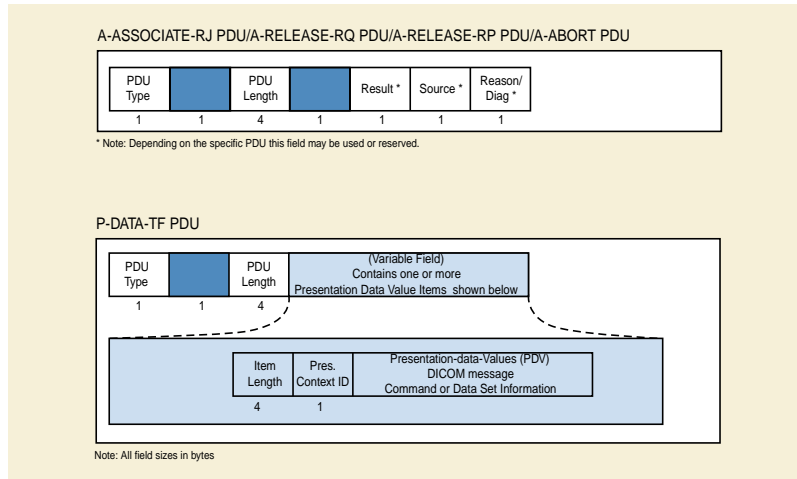 A-ASSOCIATE-RJ PDU/A-RELEASE-RQ PDU/A-RELEASE-RP PDU/A-ABORT PDU
PDU Type
PDU Length
Result *
Source *
Reason/ Diag *
1 1 4 1 1 1 1
* Note: Depending on the specific PDU this field may be used or reserved.
P-DATA-TF PDU
PDU Type
PDU Length
(Variable Field)
Contains one or more
Presentation Data Value Items shown below
1 1 4
Item Length
Pres. Context ID
Presentation-data-Values (PDV)
DICOM message
Command or Data Set Information
4 1
Note: All field sizes in bytes